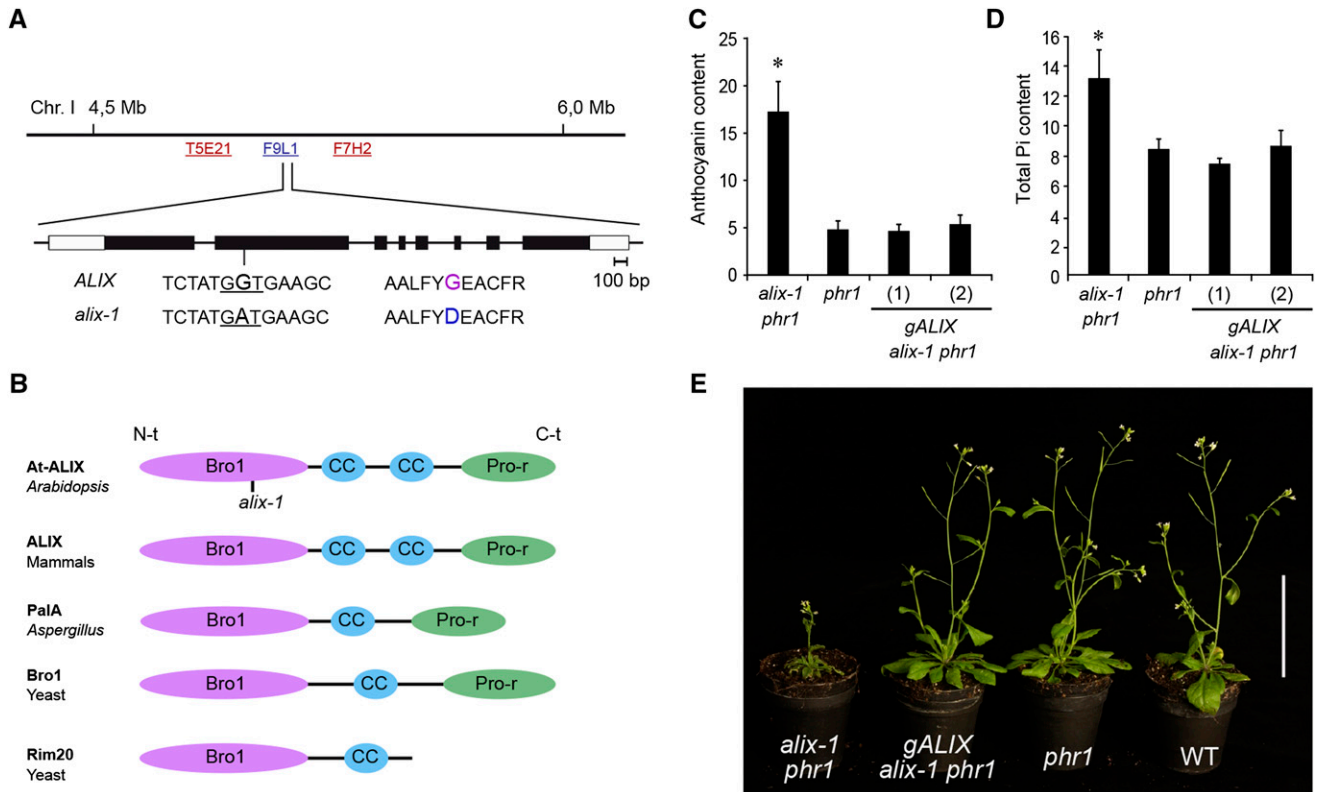 A
Chr. I 4,5 Mb 6,0 Mb
T5E21 F9L1 F7H2
ALIX TCTATGGTGAAGC AALFYGEACFR 100 bp
alix-1 TCTATGATGAAGC AALFYDEACFR
B
N-t C-t
At-ALIX
Arabidopsis
Bro1 CC CC Pro-r
alix-1
ALIX
Mammals
Bro1 CC CC Pro-r
PalA
Aspergillus
Bro1 CC Pro-r
Bro1
Yeast
Bro1 CC Pro-r
Rim20
Yeast
Bro1 CC
C
Anthocyanin content
25
20
15
10
5
0
*
alix-1
phr1
phr1
(1) (2)
gALIX
alix-1 phr1
D
Total Pi content
16
14
12
10
8
6
4
2
0
*
alix-1
phr1
phr1
(1) (2)
gALIX
alix-1 phr1
E
alix-1
phr1
gALIX
alix-1 phr1
phr1
WT